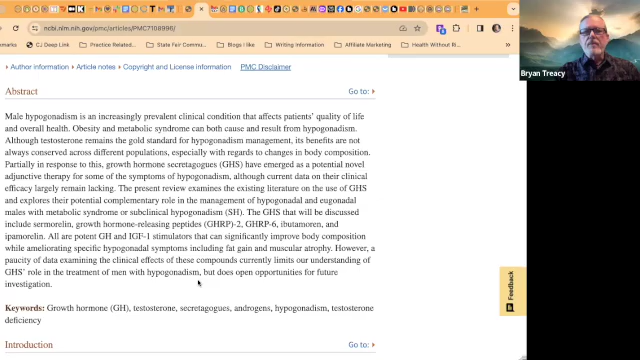 ncbi.nlm.nih.gov/pmc/articles/PMC7188996/
CJ Deep Link
Practice Related...
State Fair Commun...
Blogs I like
Writing Information
Affiliate Marketing
Health Without Ri...
Author information
Article notes
Copyright and License information
PMC Disclaimer
Bryan Treacy
Abstract
Go to:
Male hypogonadism is an increasingly prevalent clinical condition that affects patients' quality of life
and overall health. Obesity and metabolic syndrome can both cause and result from hypogonadism.
Although testosterone remains the gold standard for hypogonadism management, its benefits are not
always conserved across different populations, especially with regards to changes in body composition.
Partially in response to this, growth hormone secretagogues (GHS) have emerged as a potential novel
adjunctive therapy for some of the symptoms of hypogonadism, although current data on their clinical
efficacy largely remain lacking. The present review examines the existing literature on the use of GHS
and explores their potential complementary role in the management of hypogonadal and eugonadal
males with metabolic syndrome or subclinical hypogonadism (SH). The GHS that will be discussed
include sermorelin, growth hormone-releasing peptides (GHRP)-2, GHRP-6, ibutamoren, and
ipamorelin. All are potent GH and IGF-1 stimulators that can significantly improve body composition
while ameliorating specific hypogonadal symptoms including fat gain and muscular atrophy. However, a
paucity of data examining the clinical effects of these compounds currently limits our understanding of
GHS's role in the treatment of men with hypogonadism, but does open opportunities for future
investigation.
Keywords: Growth hormone (GH), testosterone, secretagogues, androgens, hypogonadism, testosterone
deficiency
Feedback
Introduction
Go to: